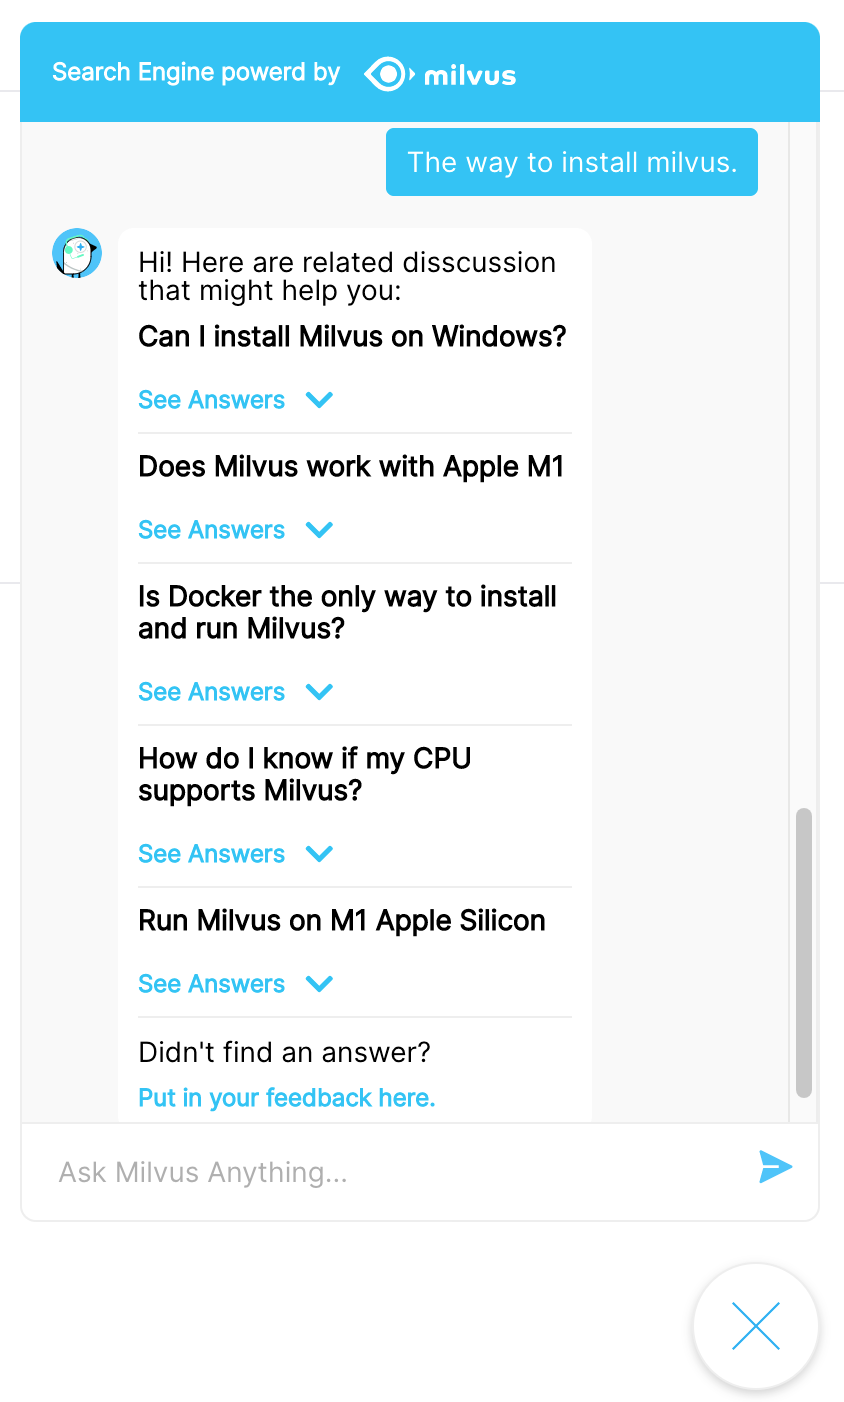 Search Engine powerd by milvus
The way to install milvus.
Hi! Here are related disscussion
that might help you:
Can I install Milvus on Windows?
See Answers
Does Milvus work with Apple M1
See Answers
Is Docker the only way to install
and run Milvus?
See Answers
How do I know if my CPU
supports Milvus?
See Answers
Run Milvus on M1 Apple Silicon
See Answers
Didn't find an answer?
Put in your feedback here.
Ask Milvus Anything...